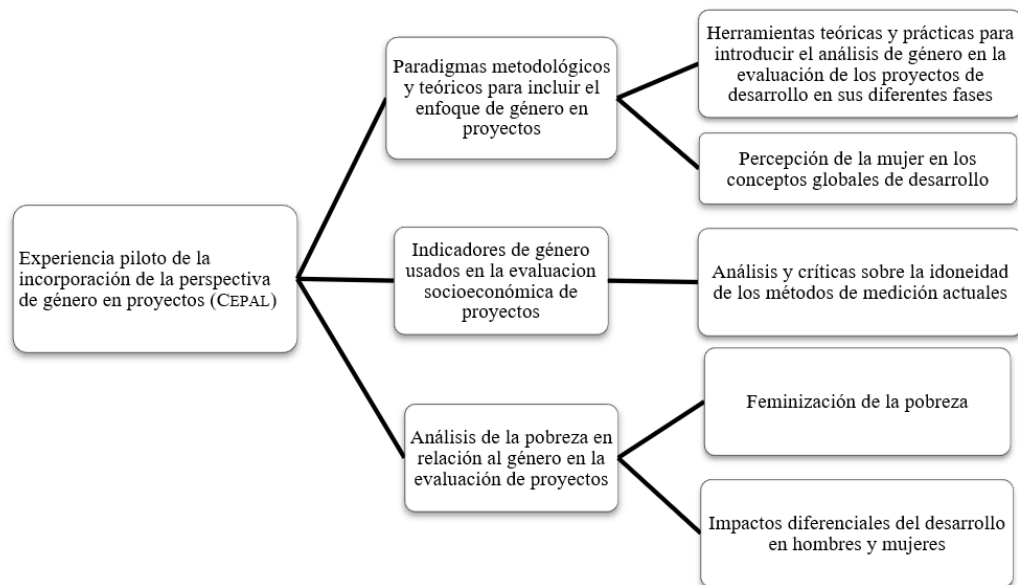 Experiencia piloto de la
incorporación de la perspectiva
de género en proyectos (CEPAL)
Paradigmas metodológicos
y teóricos para incluir el
enfoque de género en
proyectos
Herramientas teóricas y prácticas para
introducir el análisis de género en la
evaluación de los proyectos de
desarrollo en sus diferentes fases
Percepción de la mujer en los
conceptos globales de desarrollo
Indicadores de género
usados en la evaluacion
socioeconómica de
proyectos
Análisis y críticas sobre la idoneidad
de los métodos de medición actuales
Análisis de la pobreza en
relación al género en la
evaluación de proyectos
Feminización de la pobreza
Impactos diferenciales del desarrollo
en hombres y mujeres